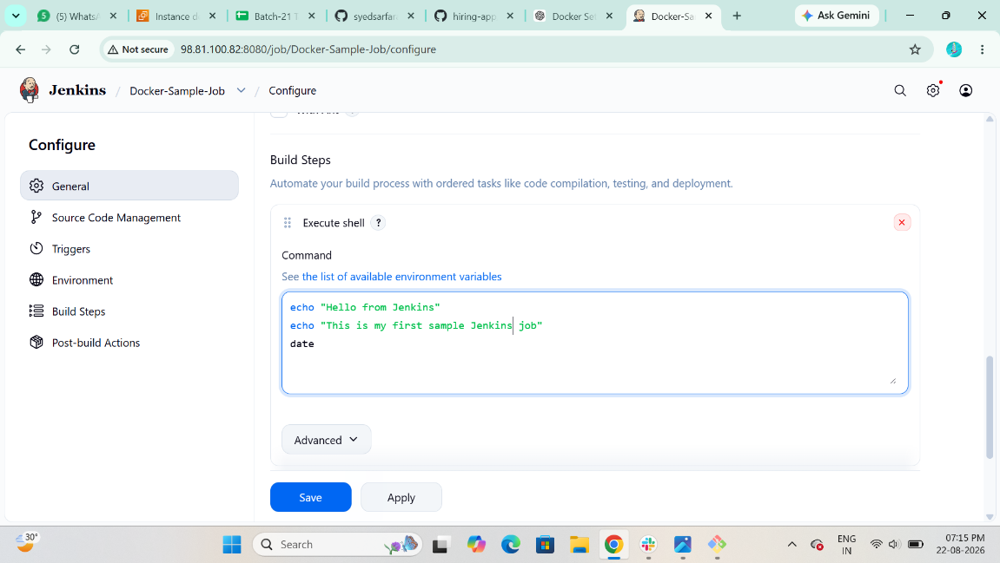 5
(5) WhatsA
Instance d
Batch-21 T
syedsarfar
hiring-app
Docker Se
Docker-Sa
Ask Gemini
Not secure
98.81.100.82:8080/job/Docker-Sample-Job/configure
Jenkins / Docker-Sample-Job / Configure
Configure
General
Source Code Management
Triggers
Environment
Build Steps
Post-build Actions
Build Steps
Automate your build process with ordered tasks like code compilation, testing, and deployment.
Execute shell ?
Command
See the list of available environment variables
echo "Hello from Jenkins"
echo "This is my first sample Jenkins job"
date
Advanced
Save
Apply
30°
Search
ENG
IN
07:15 PM
22-08-2026